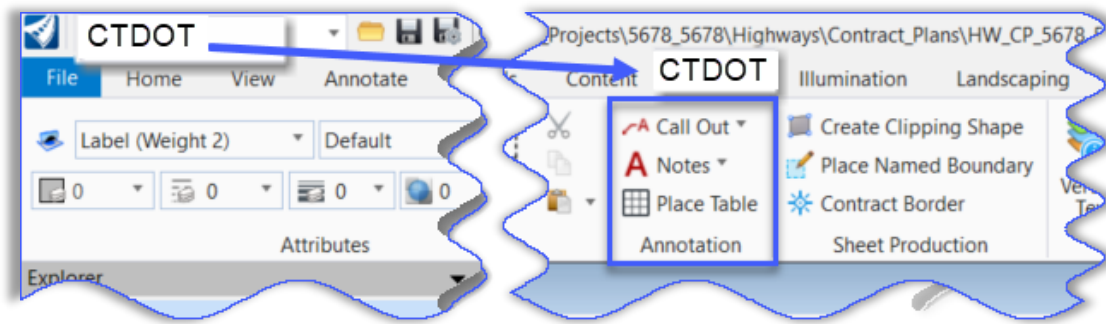 CTDOT
_Projects\5678_5678\Highways\Contract_Plans\HW_CP_5678_5
File Home View Annotate
Content CTDOT Illumination Landscaping
Label (Weight 2) Default
0 0 0 0
Attributes
Explorer
Call Out
Notes
Place Table
Annotation
Create Clipping Shape
Place Named Boundary
Contract Border
Sheet Production